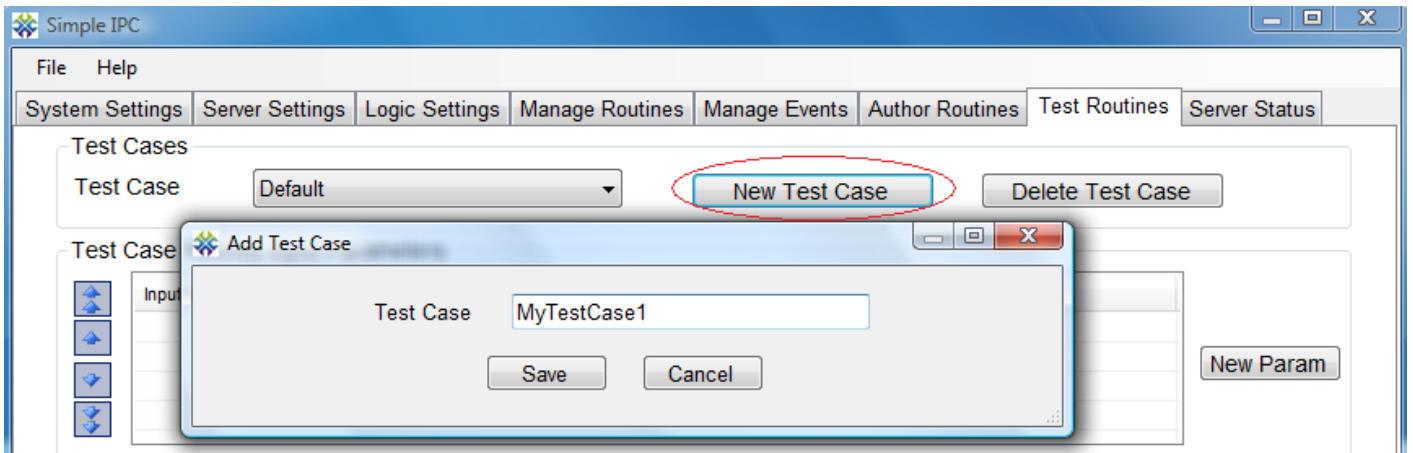 Simple IPC
File Help
System Settings Server Settings Logic Settings Manage Routines Manage Events Author Routines Test Routines Server Status
Test Cases
Test Case Default New Test Case Delete Test Case
Add Test Case
Test Case
Input
Test Case MyTestCase1
Save Cancel
New Param